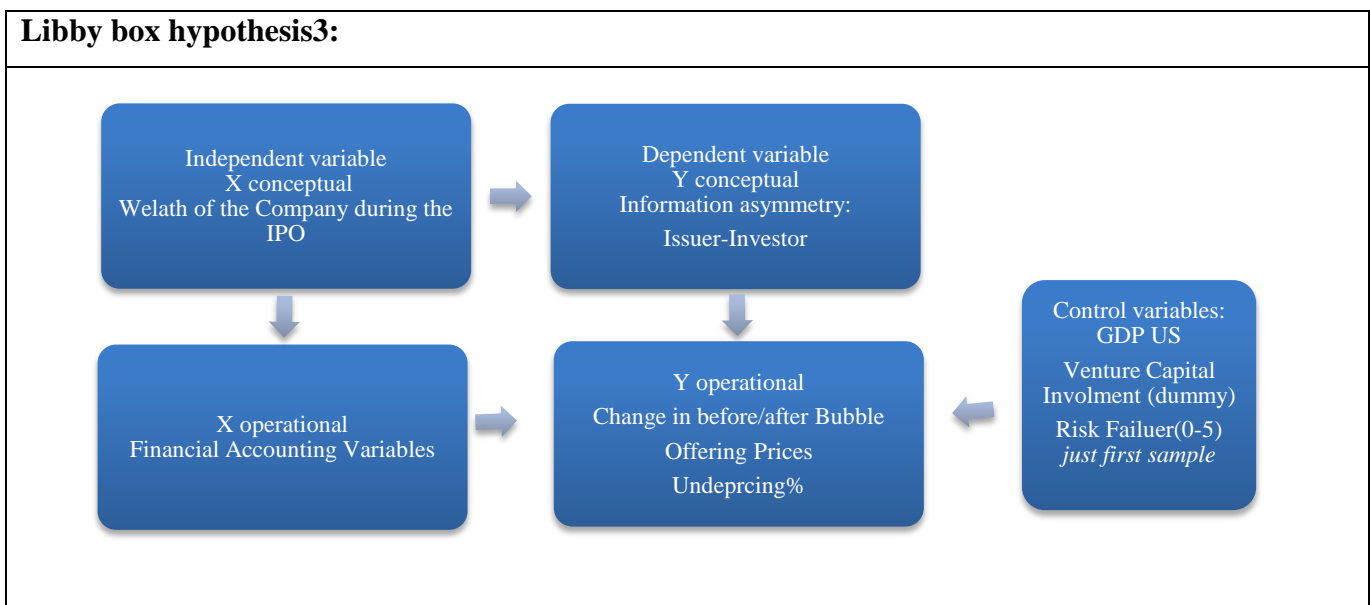 Libby box hypothesis3:
Independent variable
X conceptual
Welath of the Company during the
IPO
Dependent variable
Y conceptual
Information asymmetry:
Issuer-Investor
X operational
Financial Accounting Variables
Y operational
Change in before/after Bubble
Offering Prices
Undeprcing%
Control variables:
GDP US
Venture Capital
Involment (dummy)
Risk Failuer(0-5)
just first sample